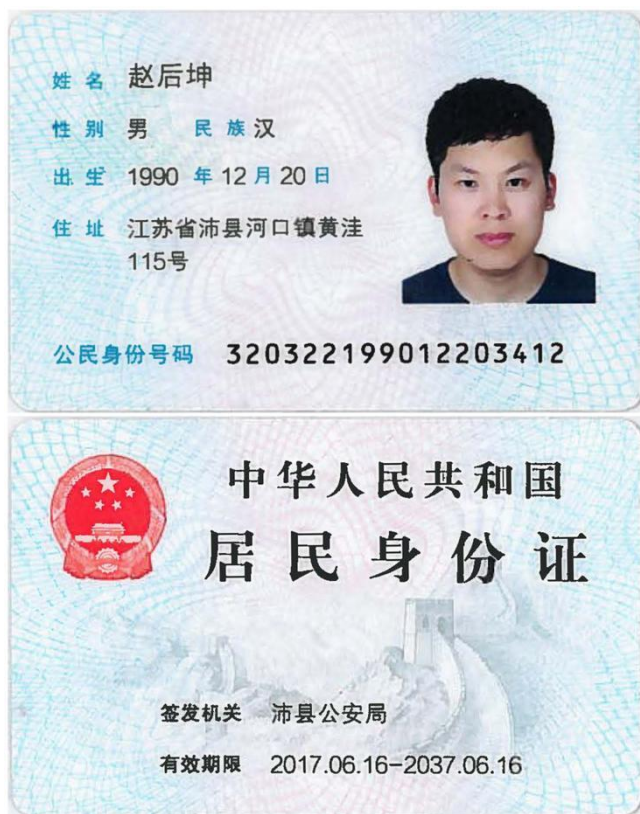 姓名 赵后坤
性别 男 民族 汉
出生 1990 年 12 月 20 日
住址 江苏省沛县河口镇黄洼
115号
公民身份号码 320322199012203412
中华人民共和国
居民身份证
签发机关 沛县公安局
有效期限 2017.06.16-2037.06.16